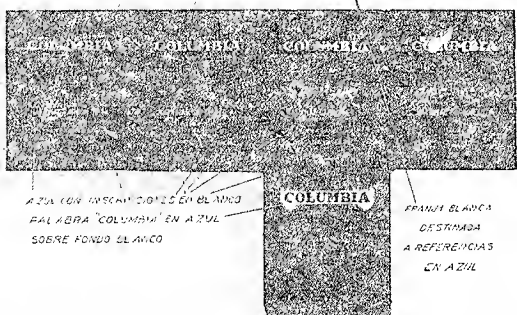 COLUMBIA COLUMBIA COLUMBIA COLUMBIA
AZUL CON INSCRIPCIONES EN BLANCO
PALABRA "COLUMBIA" EN AZUL
SOBRE FONDO BLANCO
COLUMBIA
FRANJA BLANCA
DESTINADA
A REFERENCIAS
EN AZUL